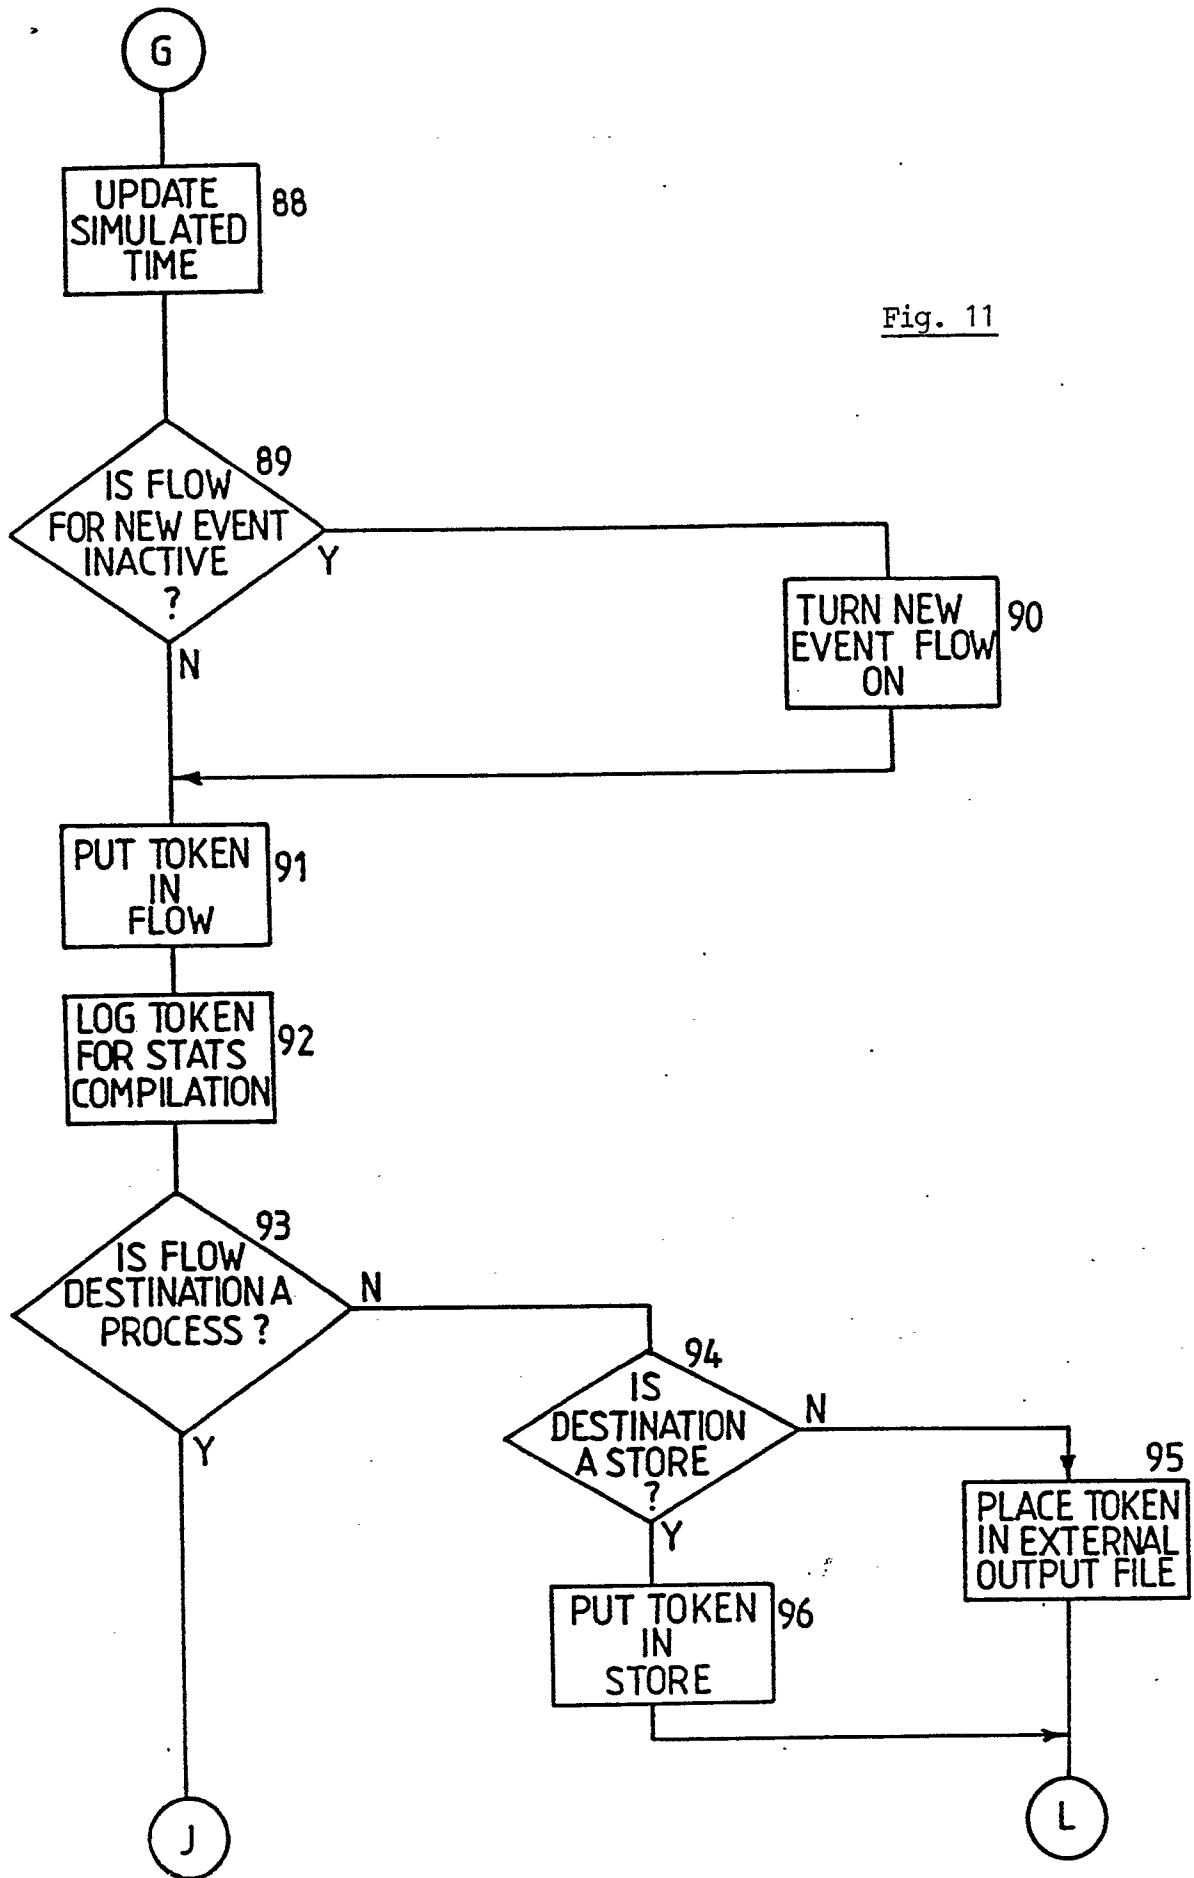 G
UPDATE
SIMULATED
TIME
88
Fig. 11
89
IS FLOW
FOR NEW EVENT
INACTIVE
?
Y
N
TURN NEW
EVENT FLOW
ON
90
PUT TOKEN
IN
FLOW
91
LOG TOKEN
FOR STATS
COMPILATION
92
93
IS FLOW
DESTINATION A
PROCESS ?
N
Y
94
IS
DESTINATION
A STORE
?
N
Y
95
PLACE TOKEN
IN EXTERNAL
OUTPUT FILE
PUT TOKEN
IN
STORE
96
J
L